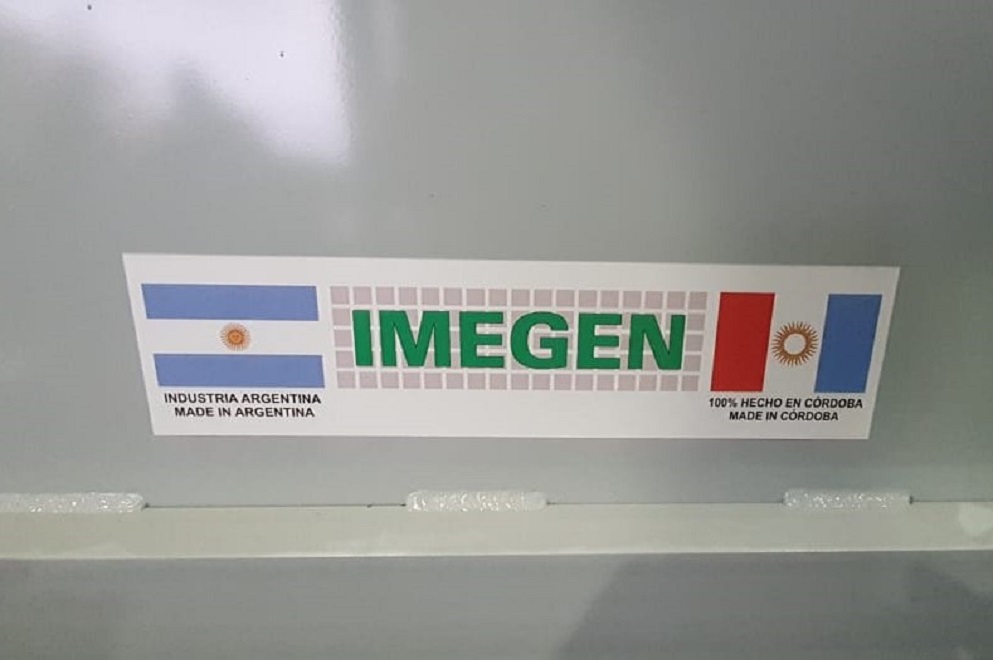 IMEGEN
INDUSTRIA ARGENTINA
MADE IN ARGENTINA
100% HECHO EN CÓRDOBA
MADE IN CÓRDOBA